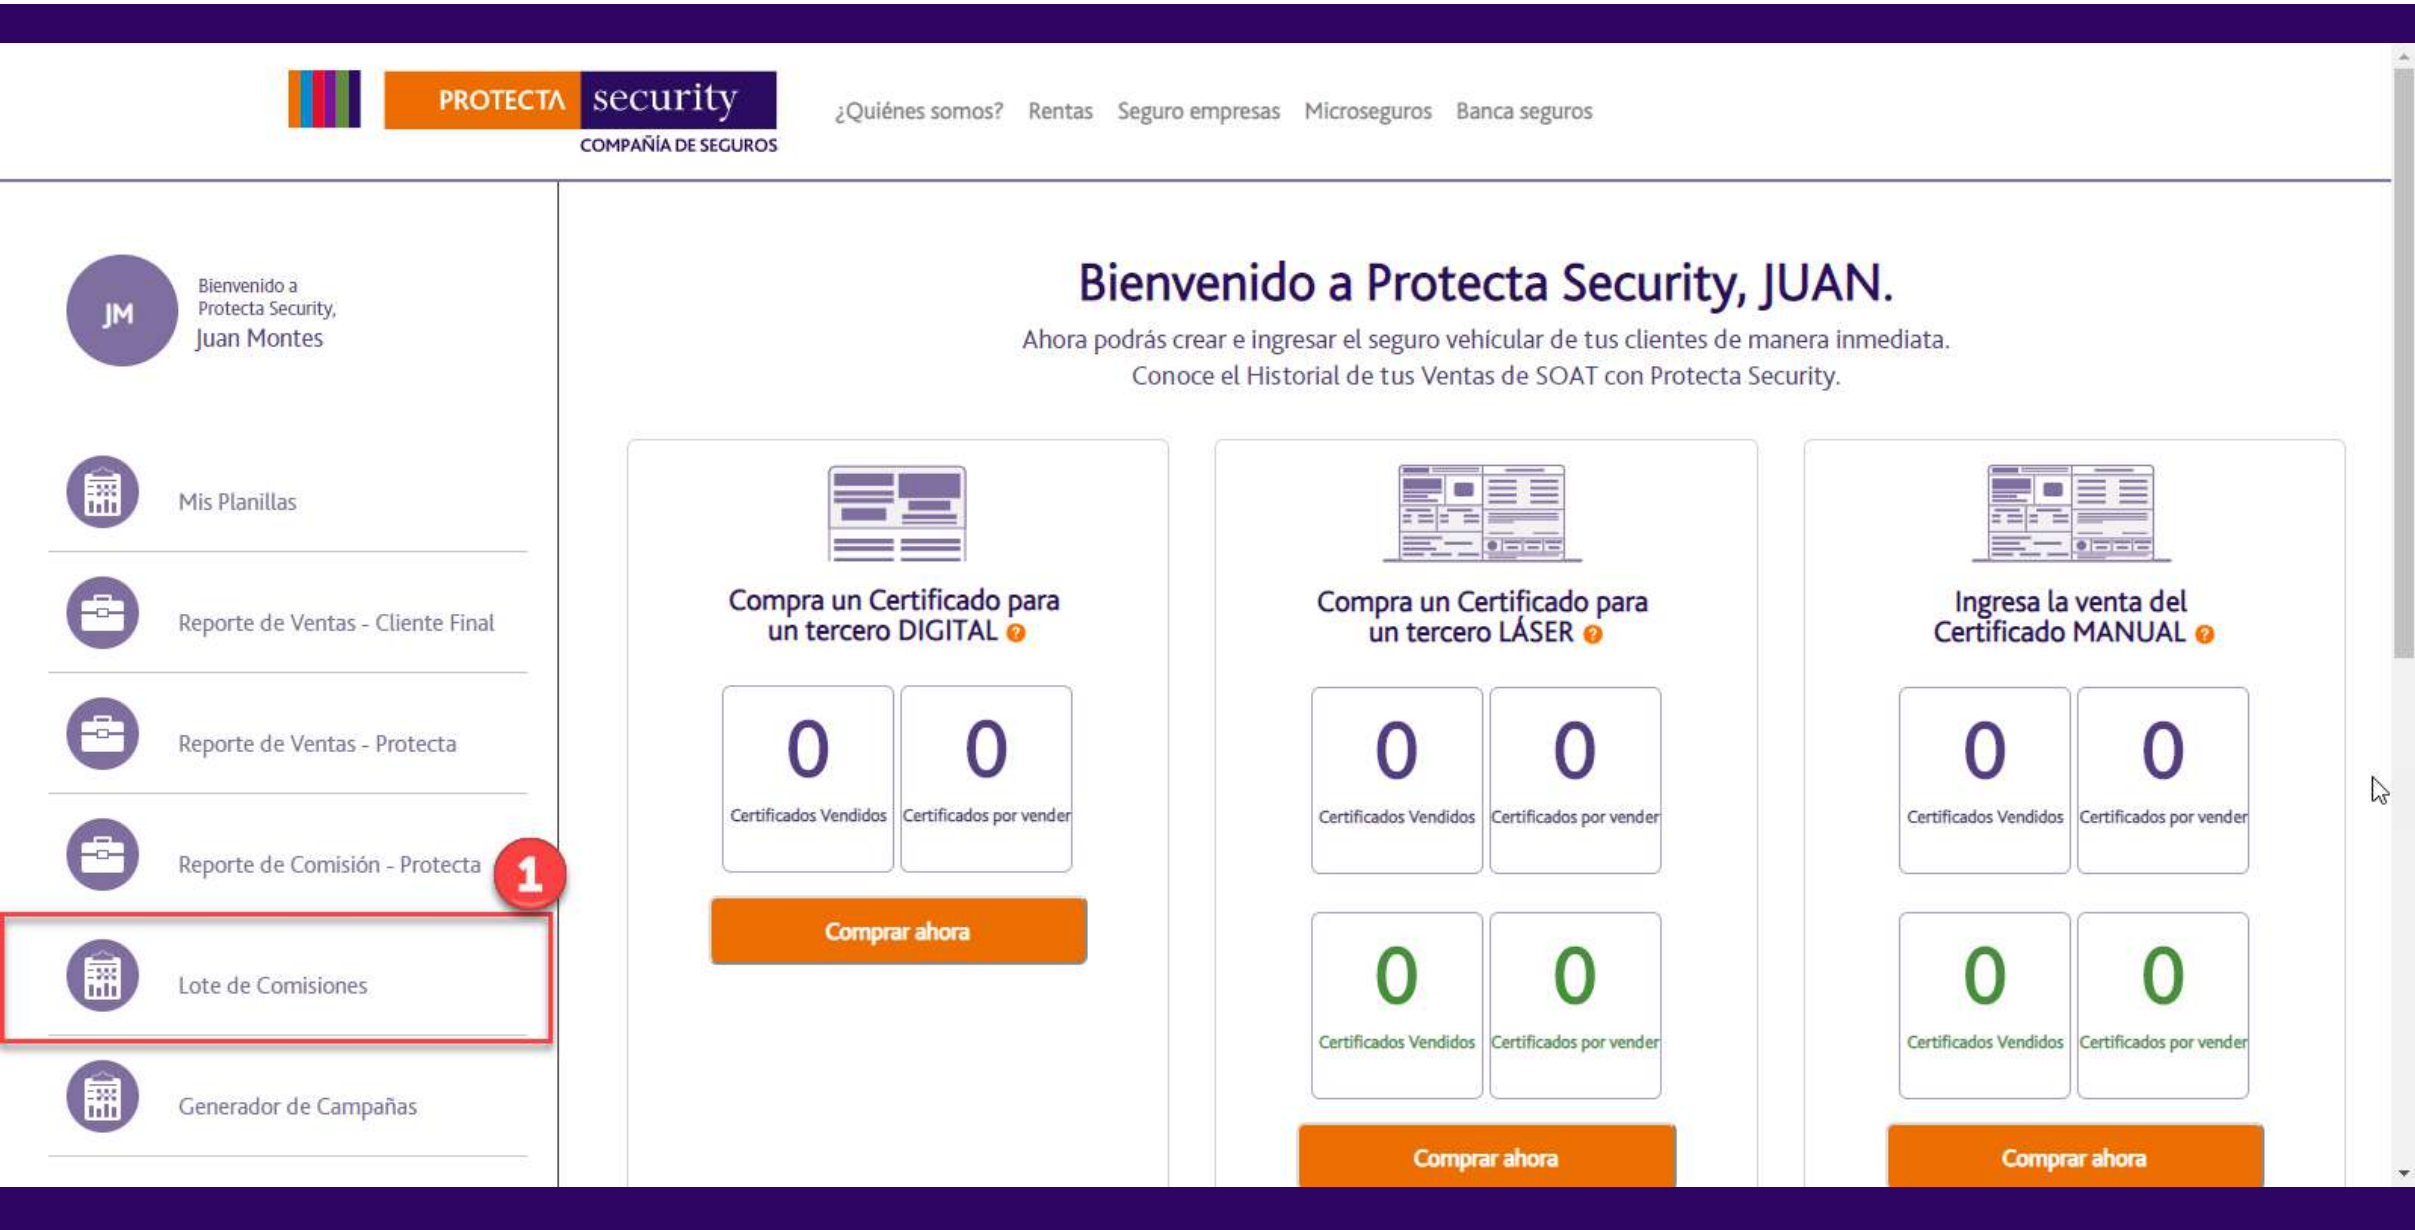 PROTECTA security
COMPAÑÍA DE SEGUROS
¿Quiénes somos? Rentas Seguro empresas Microseguros Banca seguros
JM
Bienvenido a
Protecta Security,
Juan Montes
Mis Planillas
Reporte de Ventas - Cliente Final
Reporte de Ventas - Protecta
Reporte de Comisión - Protecta
1
Lote de Comisiones
Generador de Campañas
Bienvenido a Protecta Security, JUAN.
Ahora podrás crear e ingresar el seguro vehícular de tus clientes de manera inmediata.
Conoce el Historial de tus Ventas de SOAT con Protecta Security.
Compra un Certificado para
un tercero DIGITAL ?
0 0
Certificados Vendidos Certificados por vender
Comprar ahora
Compra un Certificado para
un tercero LÁSER ?
0 0
Certificados Vendidos Certificados por vender
0 0
Certificados Vendidos Certificados por vender
Comprar ahora
Ingresa la venta del
Certificado MANUAL ?
0 0
Certificados Vendidos Certificados por vender
0 0
Certificados Vendidos Certificados por vender
Comprar ahora